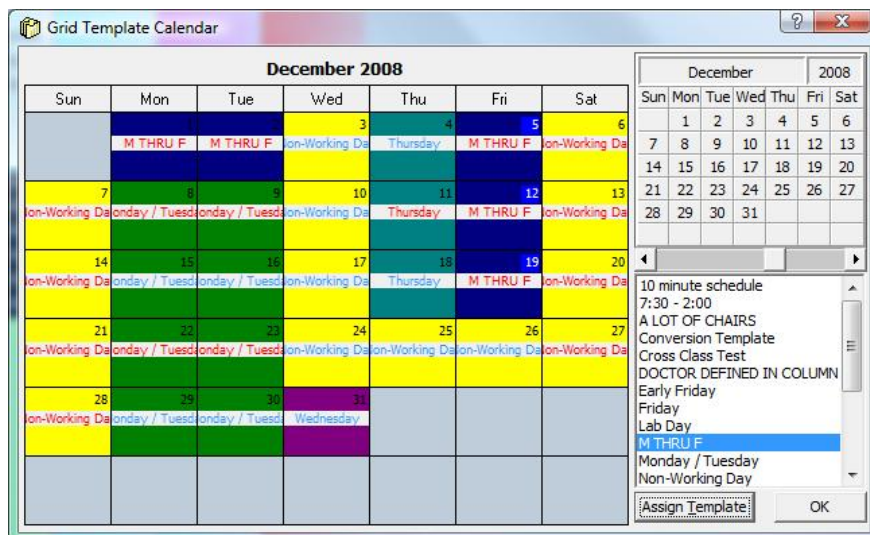 Grid Template Calendar
December 2008
Sun Mon Tue Wed Thu Fri Sat
1 2 3 4 5 6
M THRU F M THRU F Non-Working Da Thursday M THRU F Non-Working Da
7 8 9 10 11 12 13
Non-Working Da onday / Tuesd onday / Tuesd on-Working Da Thursday M THRU F Non-Working Da
14 15 16 17 18 19 20
Non-Working Da onday / Tuesd onday / Tuesd on-Working Da Thursday M THRU F Non-Working Da
21 22 23 24 25 26 27
Non-Working Da onday / Tuesd onday / Tuesd on-Working Da on-Working Da on-Working Da Non-Working Da
28 29 30 31
Non-Working Da onday / Tuesd onday / Tuesd Wednesday
December 2008
Sun Mon Tue Wed Thu Fri Sat
1 2 3 4 5 6
7 8 9 10 11 12 13
14 15 16 17 18 19 20
21 22 23 24 25 26 27
28 29 30 31
10 minute schedule
7:30 - 2:00
A LOT OF CHAIRS
Conversion Template
Cross Class Test
DOCTOR DEFINED IN COLUMN
Early Friday
Friday
Lab Day
M THRU F
Monday / Tuesday
Non-Working Day
Assign Template OK